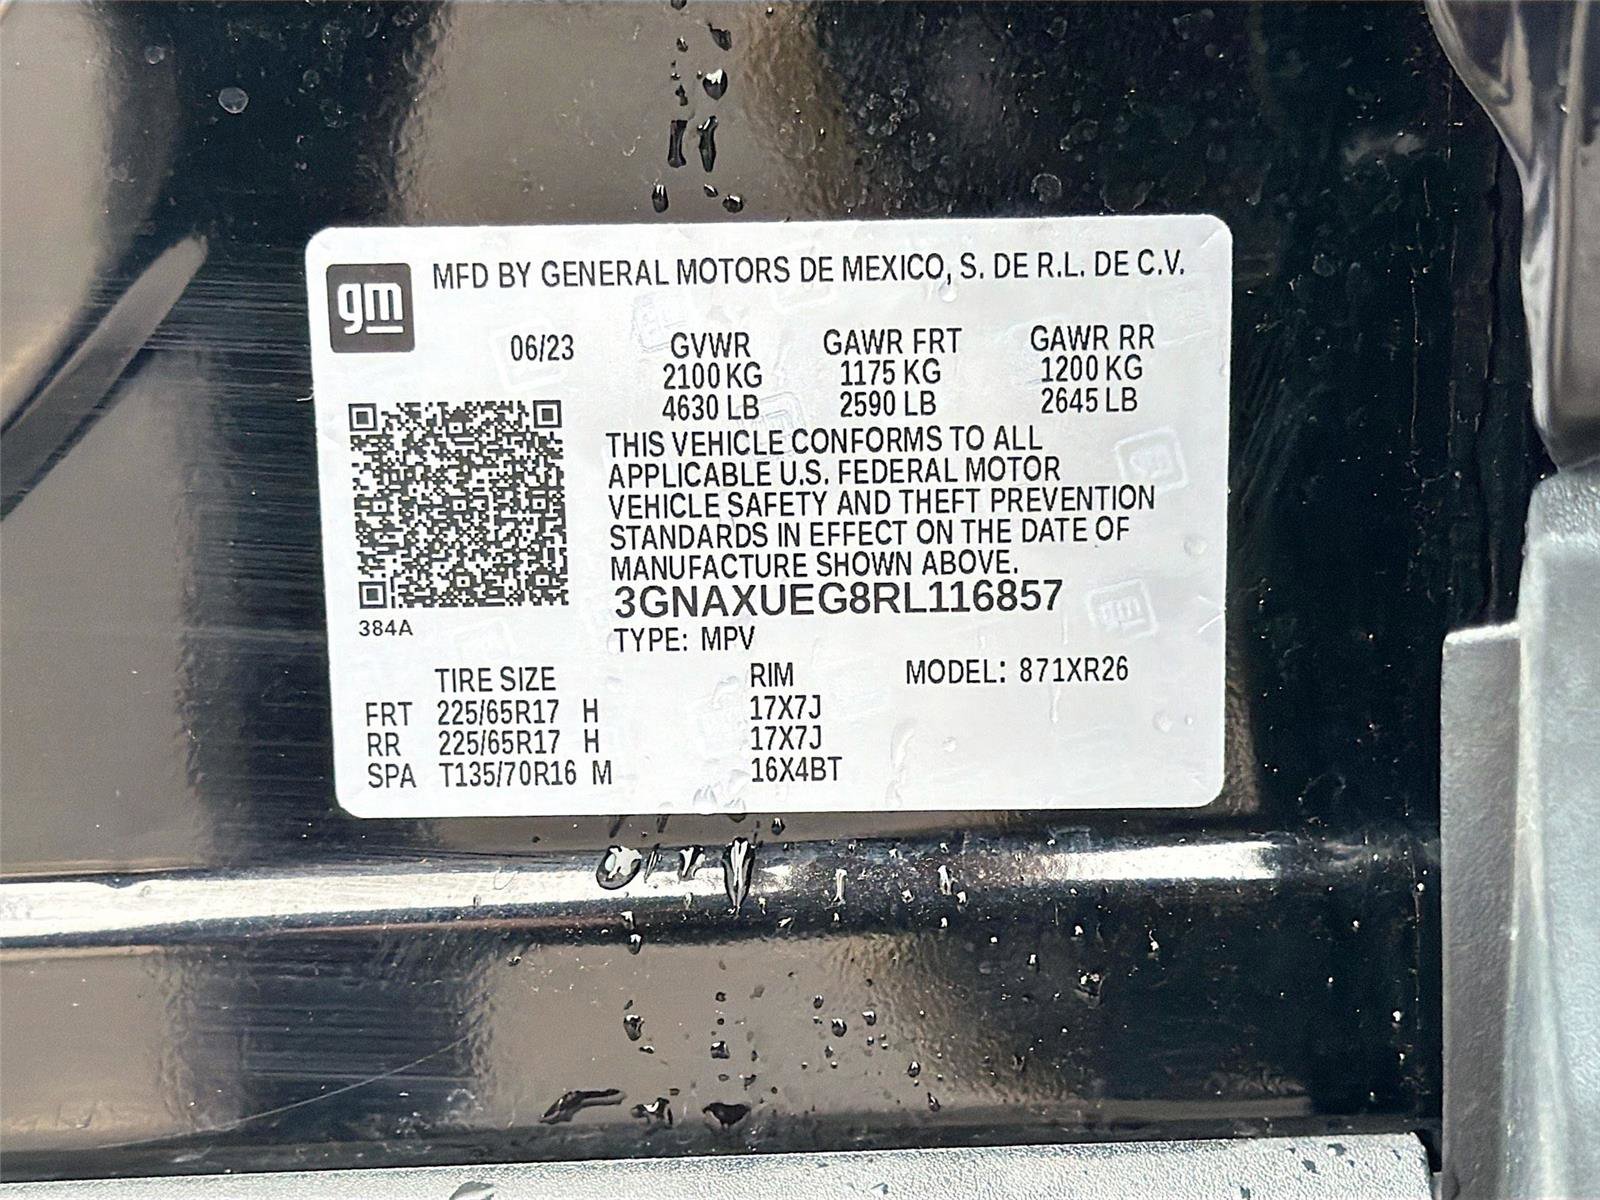 gm
MFD BY GENERAL MOTORS DE MEXICO, S. DE R.L. DE C.V.
06/23 GVWR GAWR FRT GAWR RR
2100 KG 1175 KG 1200 KG
4630 LB 2590 LB 2645 LB
THIS VEHICLE CONFORMS TO ALL
APPLICABLE U.S. FEDERAL MOTOR
VEHICLE SAFETY AND THEFT PREVENTION
STANDARDS IN EFFECT ON THE DATE OF
MANUFACTURE SHOWN ABOVE.
3GNAXUEG8RL116857
384A
TYPE: MPV
TIRE SIZE RIM MODEL: 871XR26
FRT 225/65R17 H 17X7J
RR 225/65R17 H 17X7J
SPA T135/70R16 M 16X4BT